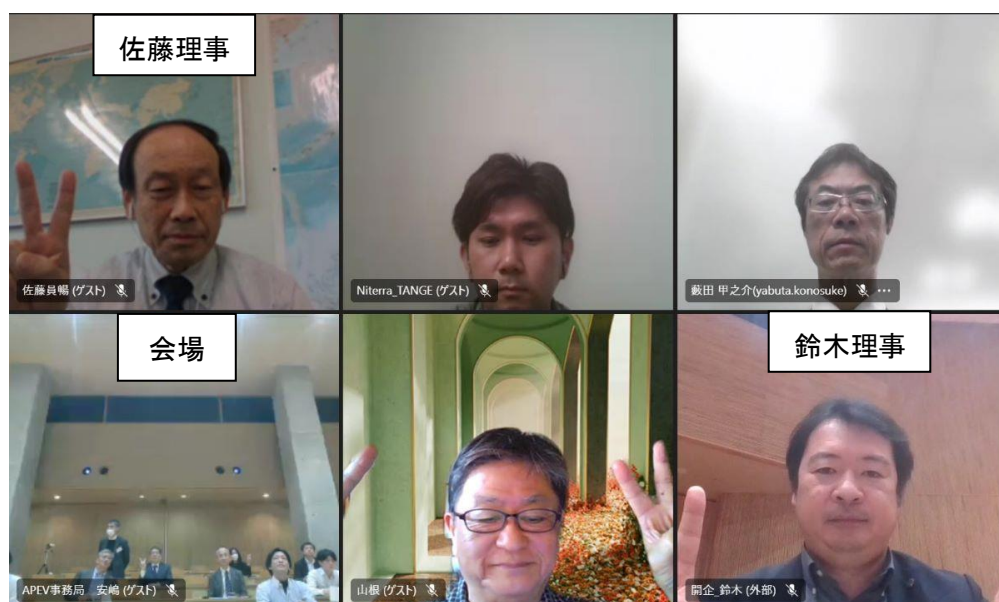 佐藤理事
佐藤員暢 (ゲスト)
Niterra_TANGE (ゲスト)
薮田 甲之介(yabuta.konosuke)
会場
鈴木理事
APEV事務局 安嶋 (ゲスト)
山根 (ゲスト)
開企_鈴木 (外部)